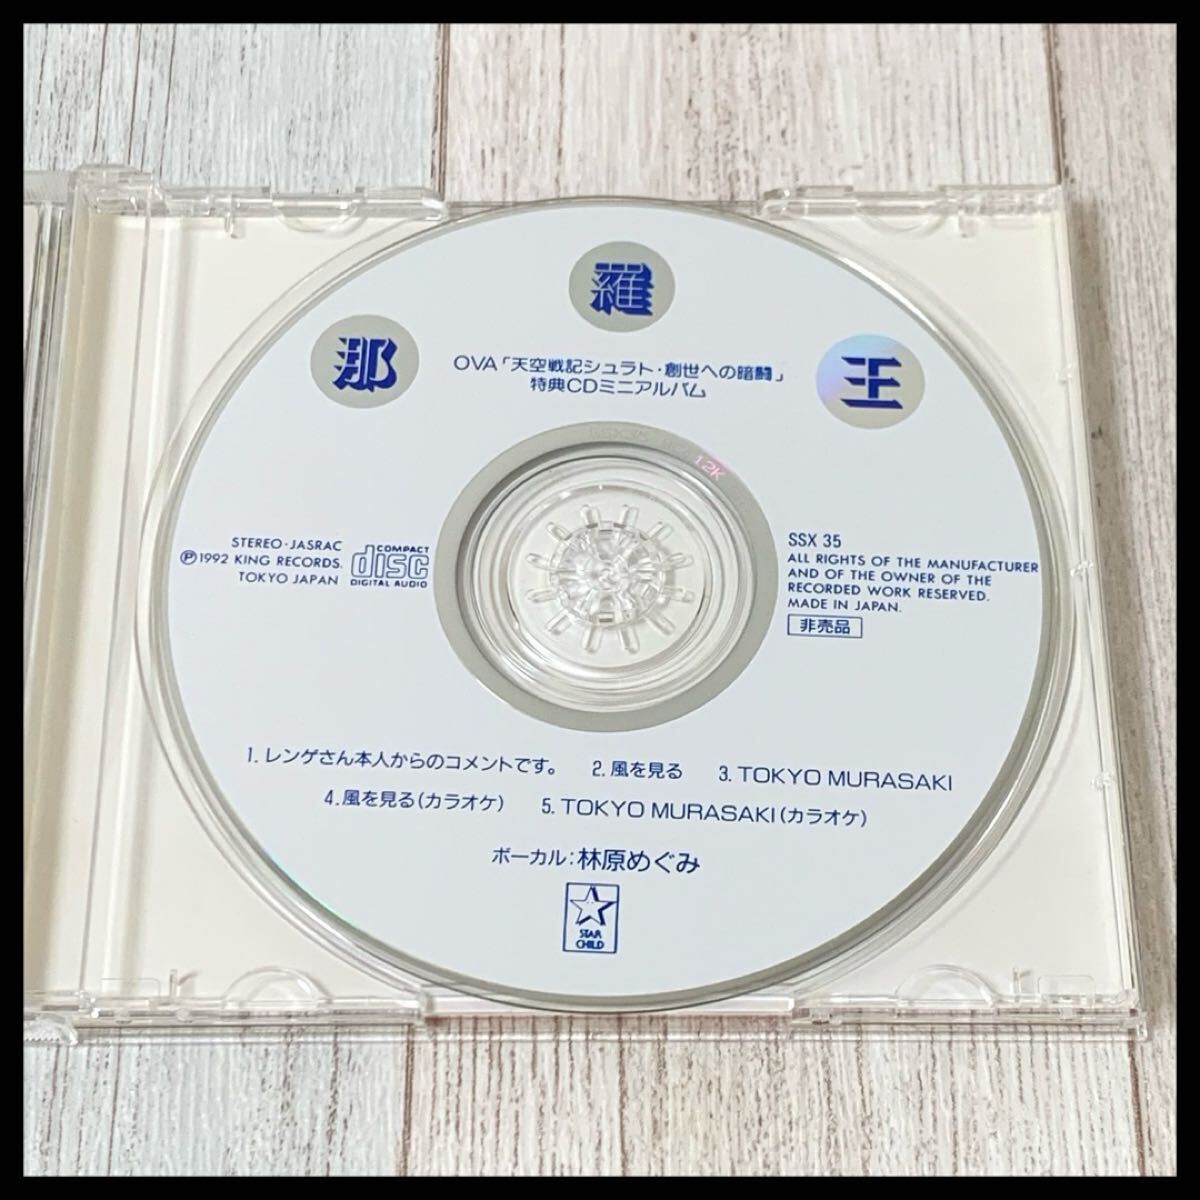 那 羅 王
OVA「天空戦記シュラト・創世への暗闘」
特典CDミニアルバム
SSX35
12K
STEREO・JASRAC
Ⓟ1992 KING RECORDS.
TOKYO JAPAN
COMPACT
disc
DIGITAL AUDIO
SSX 35
ALL RIGHTS OF THE MANUFACTURER
AND OF THE OWNER OF THE
RECORDED WORK RESERVED.
MADE IN JAPAN.
非売品
1. レンゲさん本人からのコメントです。 2. 風を見る 3. TOKYO MURASAKI
4. 風を見る(カラオケ) 5. TOKYO MURASAKI(カラオケ)
ボーカル:林原めぐみ
STAR
CHILD